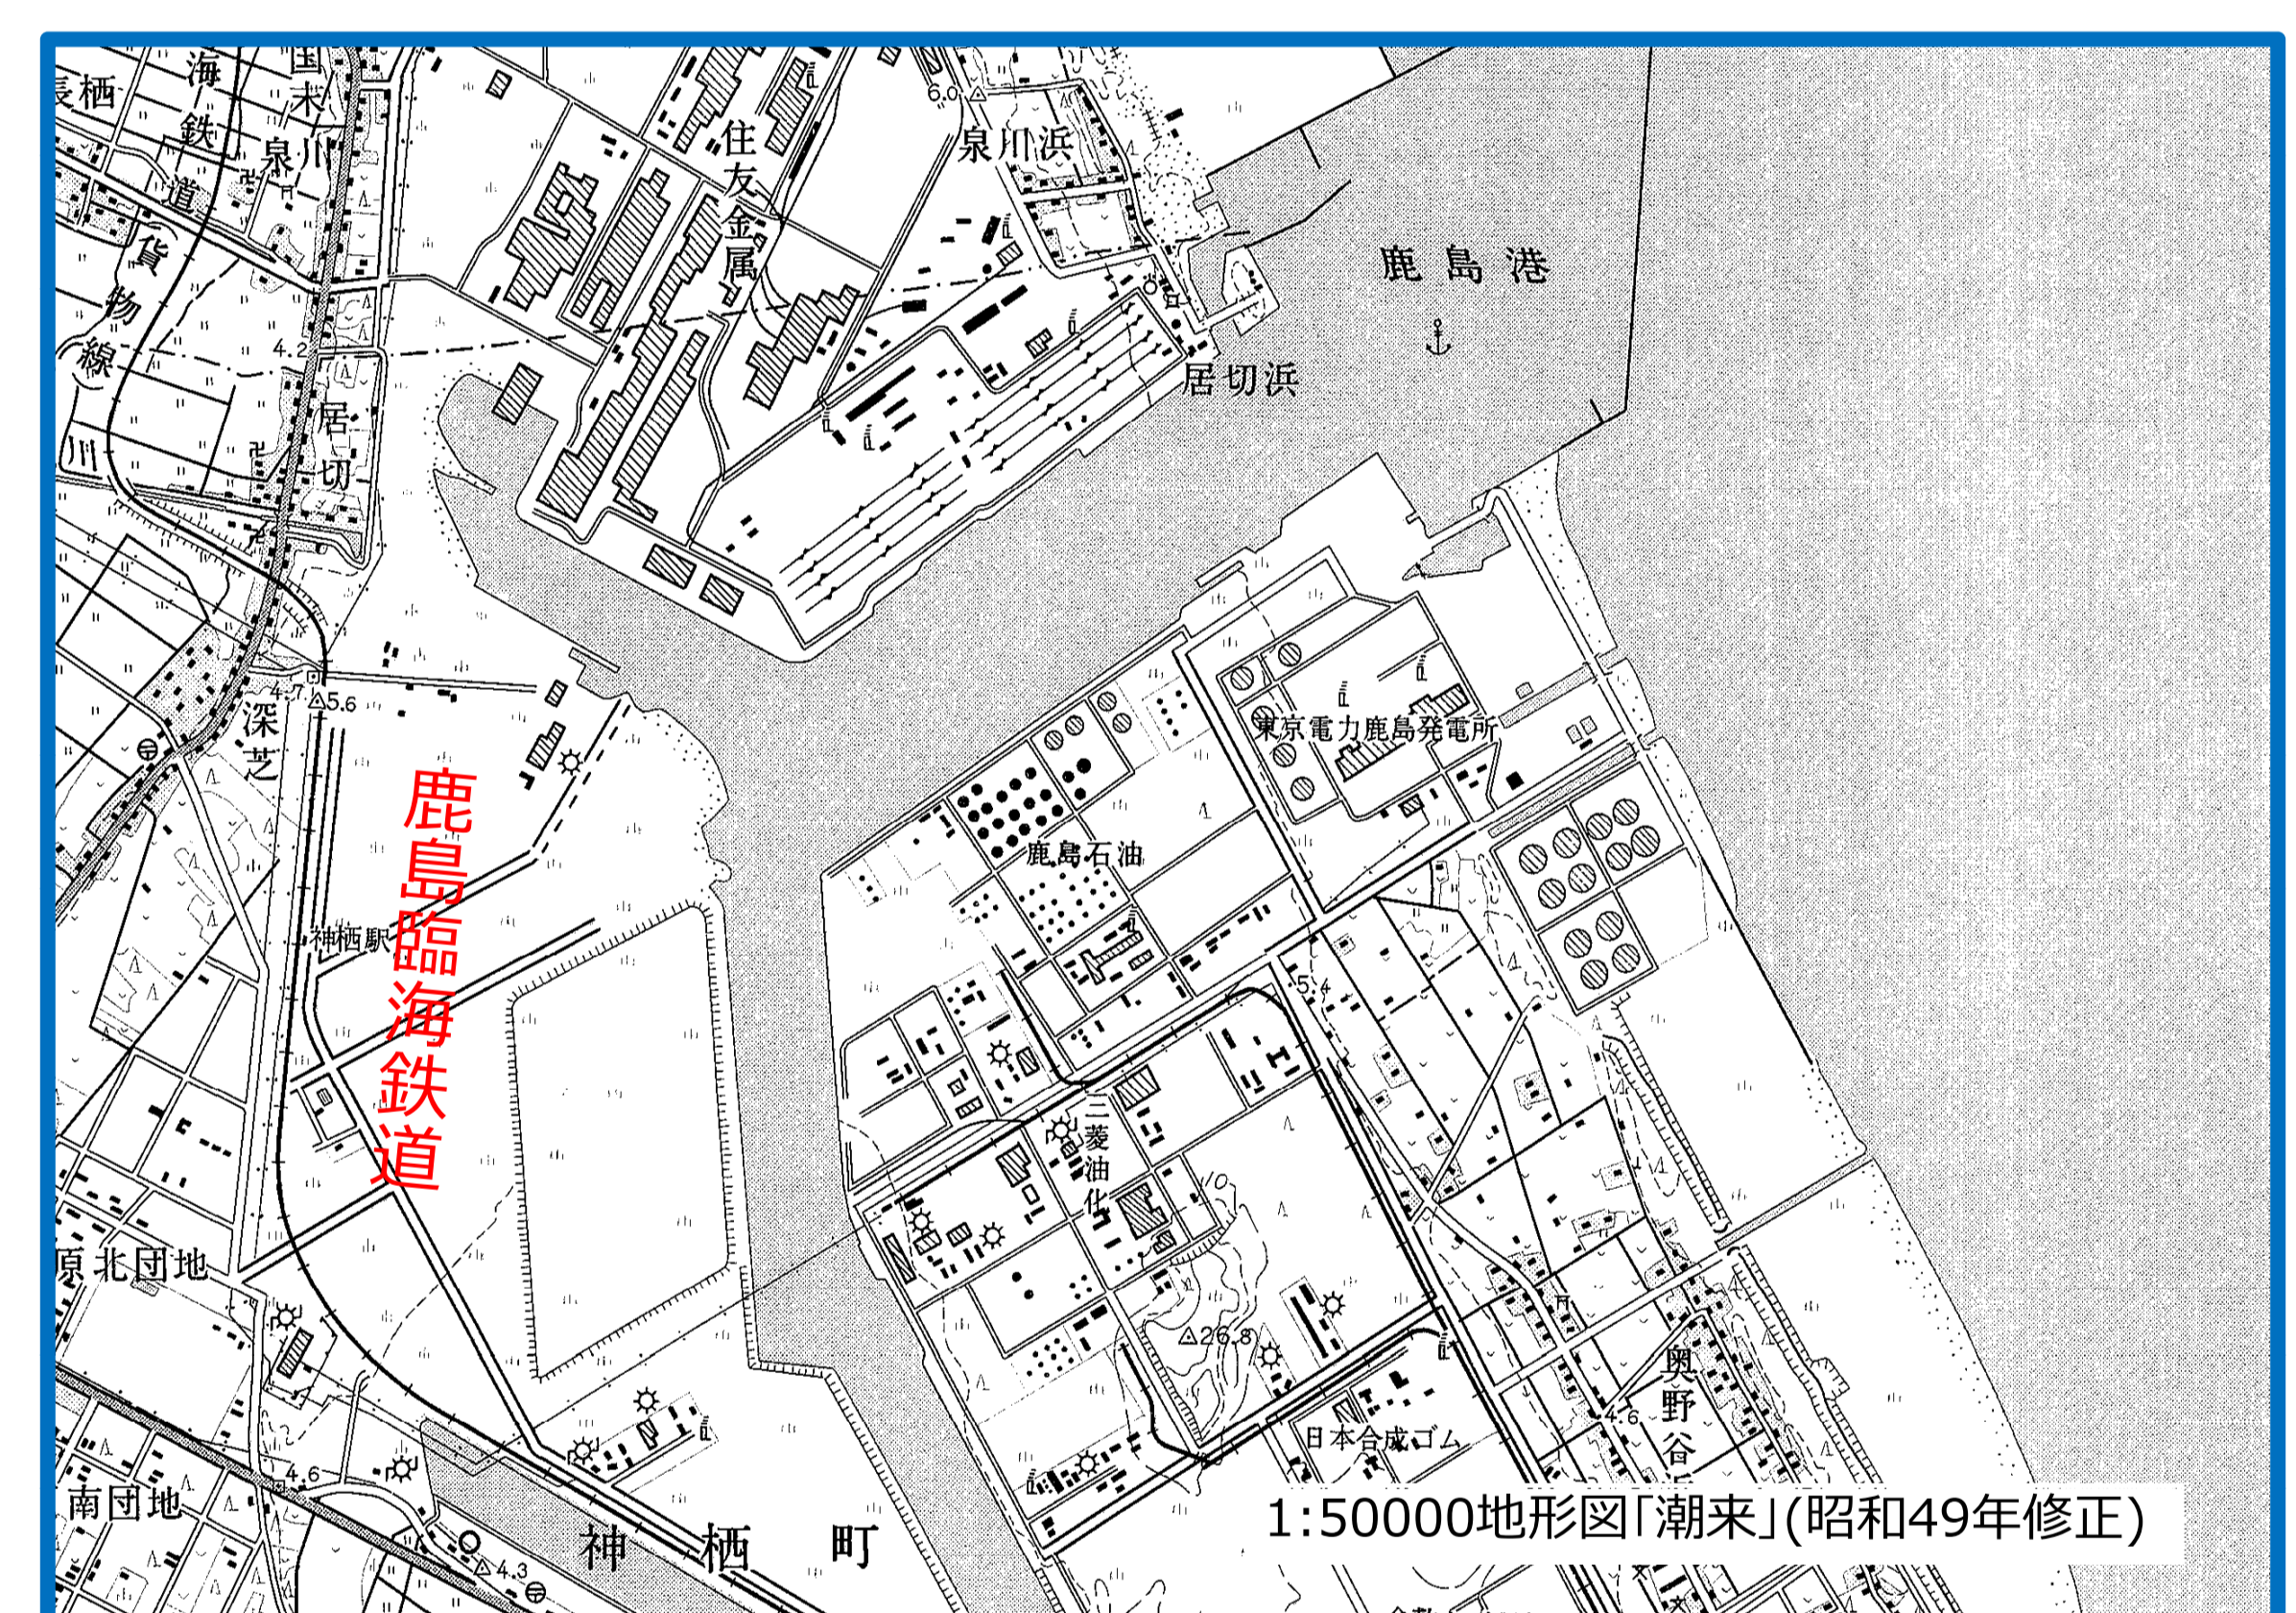 長栖
海鉄道
(貨物線)
国末
泉川
住友金属
6.0
泉川浜
鹿島港
4.2
居切浜
居切
川
4.7
5.6
深芝
鹿島臨海鉄道
東京電力鹿島発電所
鹿島石油
神栖駅
5.4
三菱油化
10
原北団地
26.8
奥野谷浜
4.6
日本合成ゴム
4.6
南団地
神栖町
4.3
1:50000地形図「潮来」(昭和49年修正)